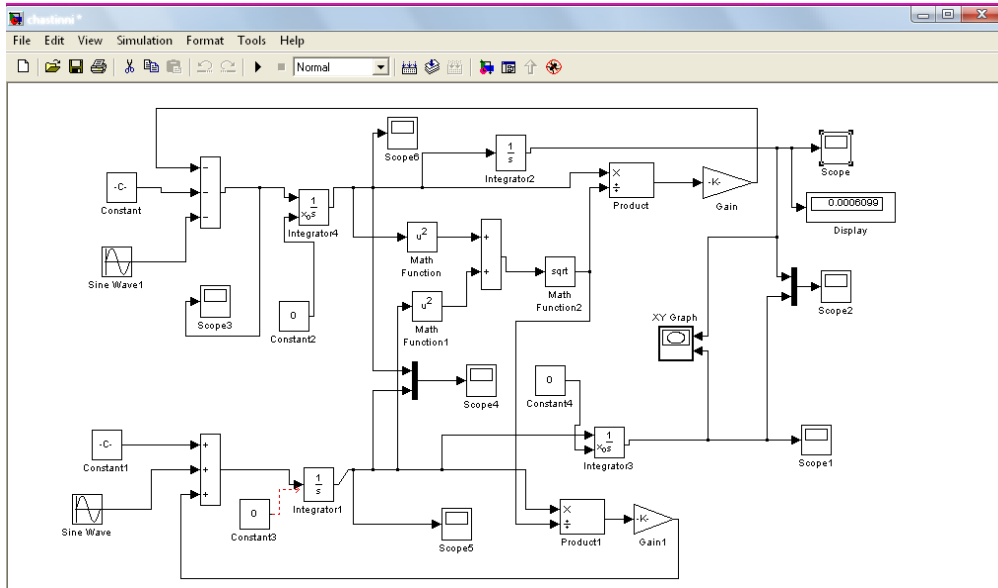 chastinni *
File Edit View Simulation Format Tools Help
Normal
Scope6
1
s
Integrator2
×
÷
Product
-K-
Gain
Scope
0.0006099
Display
-C-
Constant
−
−
−
1
x₀ s
Integrator4
Sine Wave1
Scope3
0
Constant2
u²
Math
Function
u²
Math
Function1
+
+
sqrt
Math
Function2
XY Graph
Scope2
Scope4
0
Constant4
1
x₀ s
Integrator3
Scope1
-C-
Constant1
+
+
+
Sine Wave
1
s
Integrator1
0
Constant3
Scope5
×
÷
Product1
-K-
Gain1